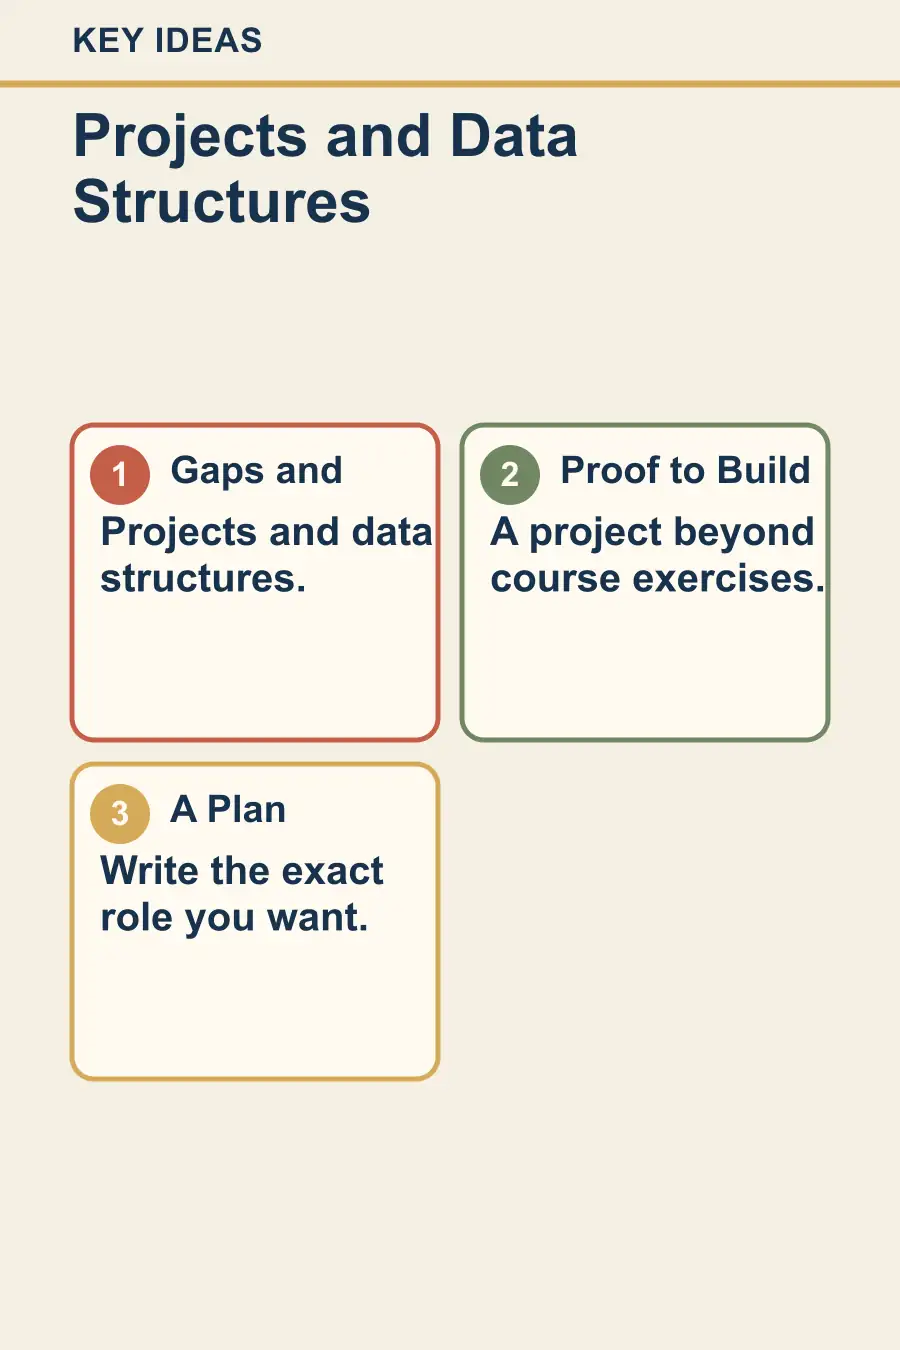 KEY IDEAS
Projects and Data
Structures
1 Gaps and
Projects and data
structures.
2 Proof to Build
A project beyond
course exercises.
3 A Plan
Write the exact
role you want.